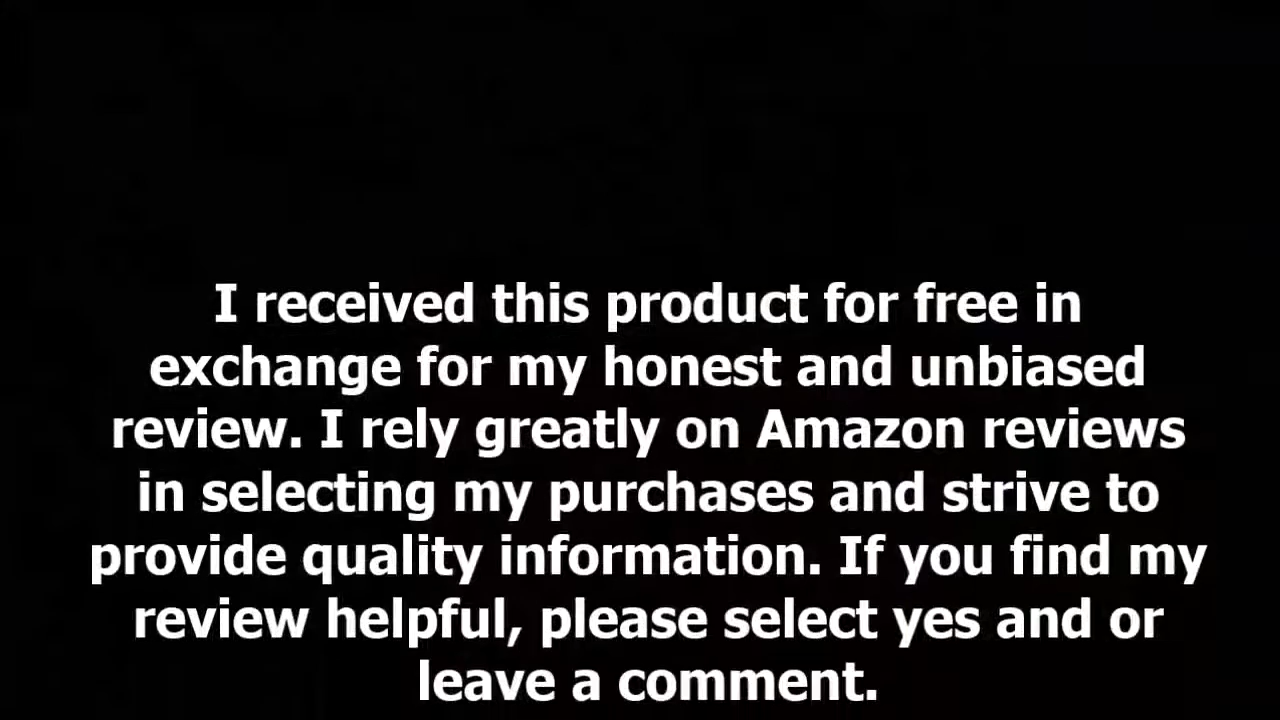 I received this product for free in
exchange for my honest and unbiased
review. I rely greatly on Amazon reviews
in selecting my purchases and strive to
provide quality information. If you find my
review helpful, please select yes and or
leave a comment.